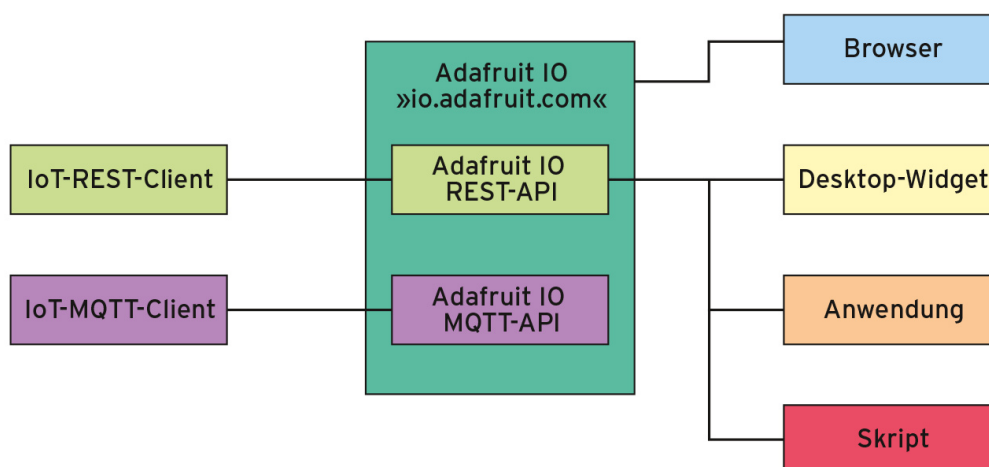 Adafruit IO
»io.adafruit.com«
Browser
IoT-REST-Client
Adafruit IO
REST-API
Desktop-Widget
IoT-MQTT-Client
Adafruit IO
MQTT-API
Anwendung
Skript